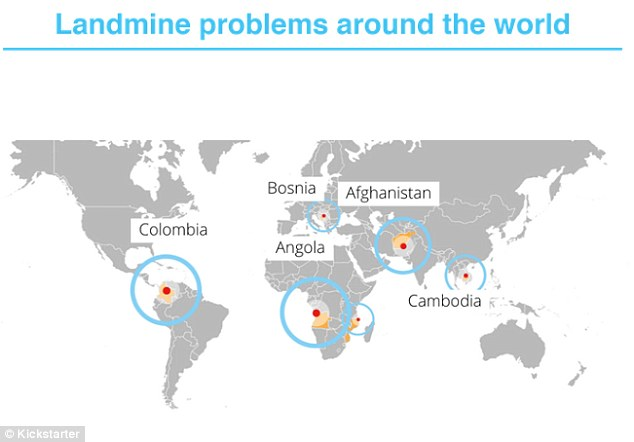 Landmine problems around the world
Bosnia
Afghanistan
Colombia
Angola
Cambodia
© Kickstarter